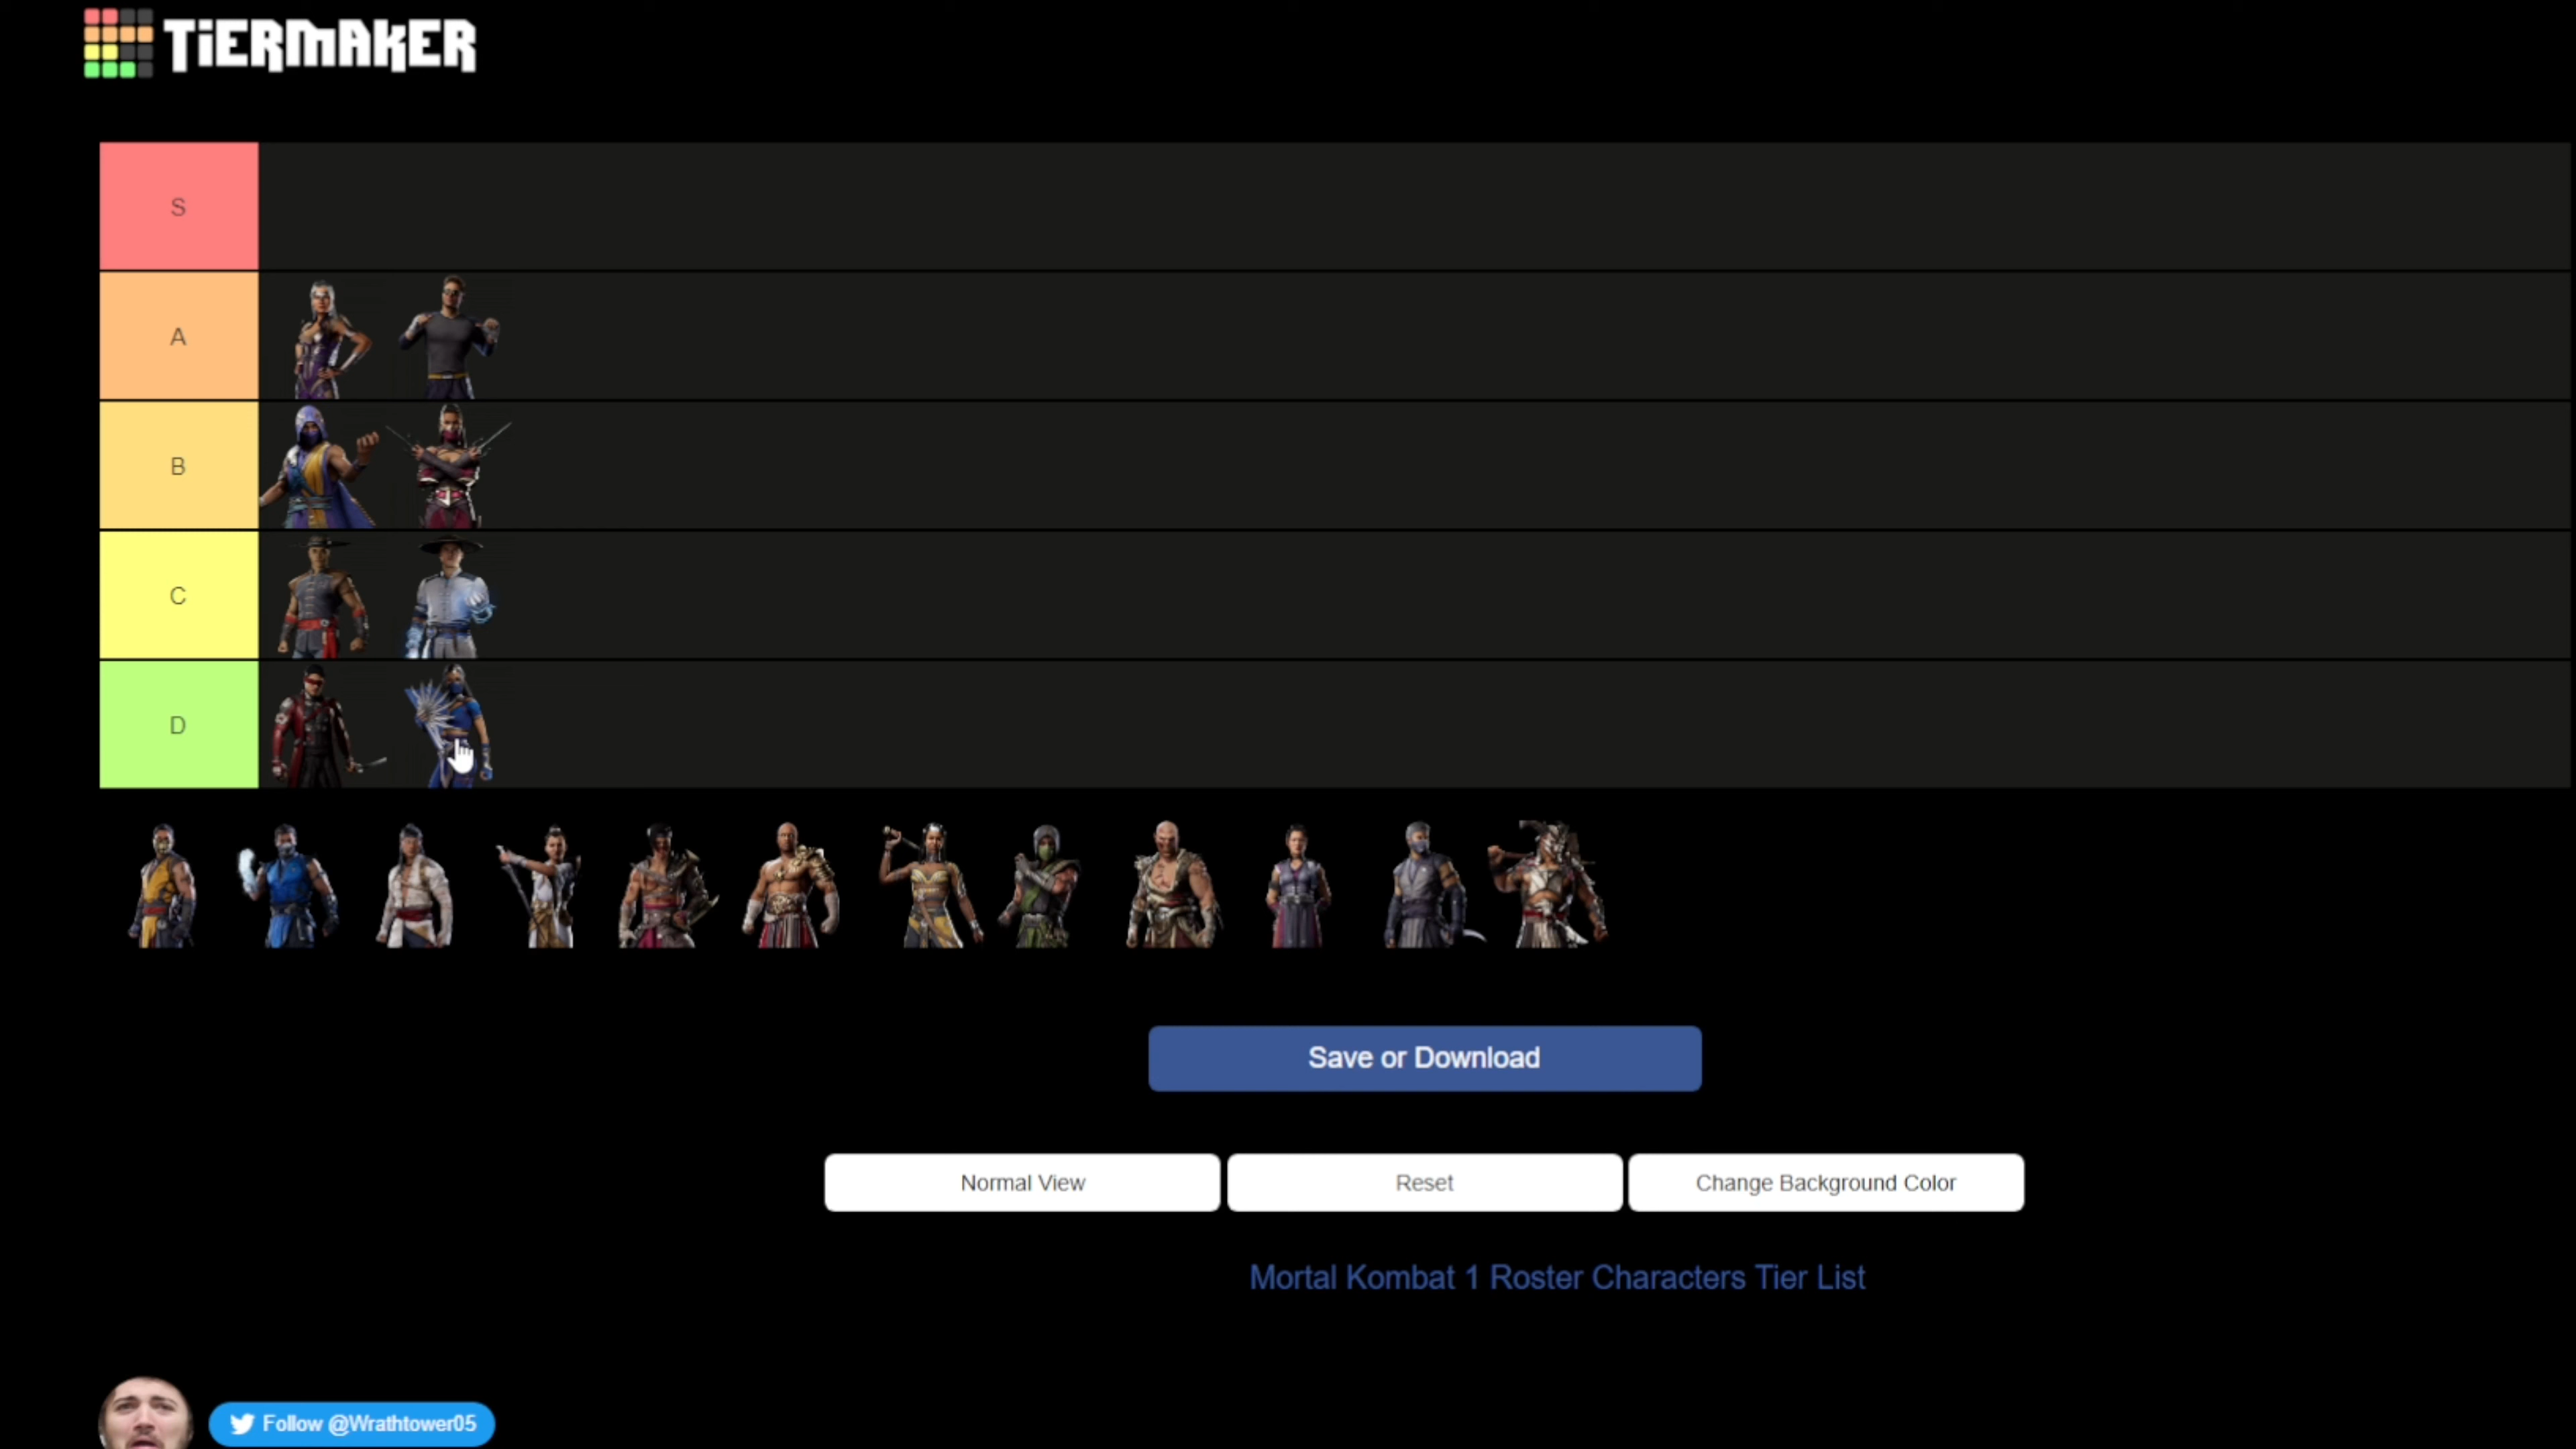 TiERMAKER
S
A
B
C
D
Save or Download
Normal View
Reset
Change Background Color
Mortal Kombat 1 Roster Characters Tier List
Follow @Wrathtower05